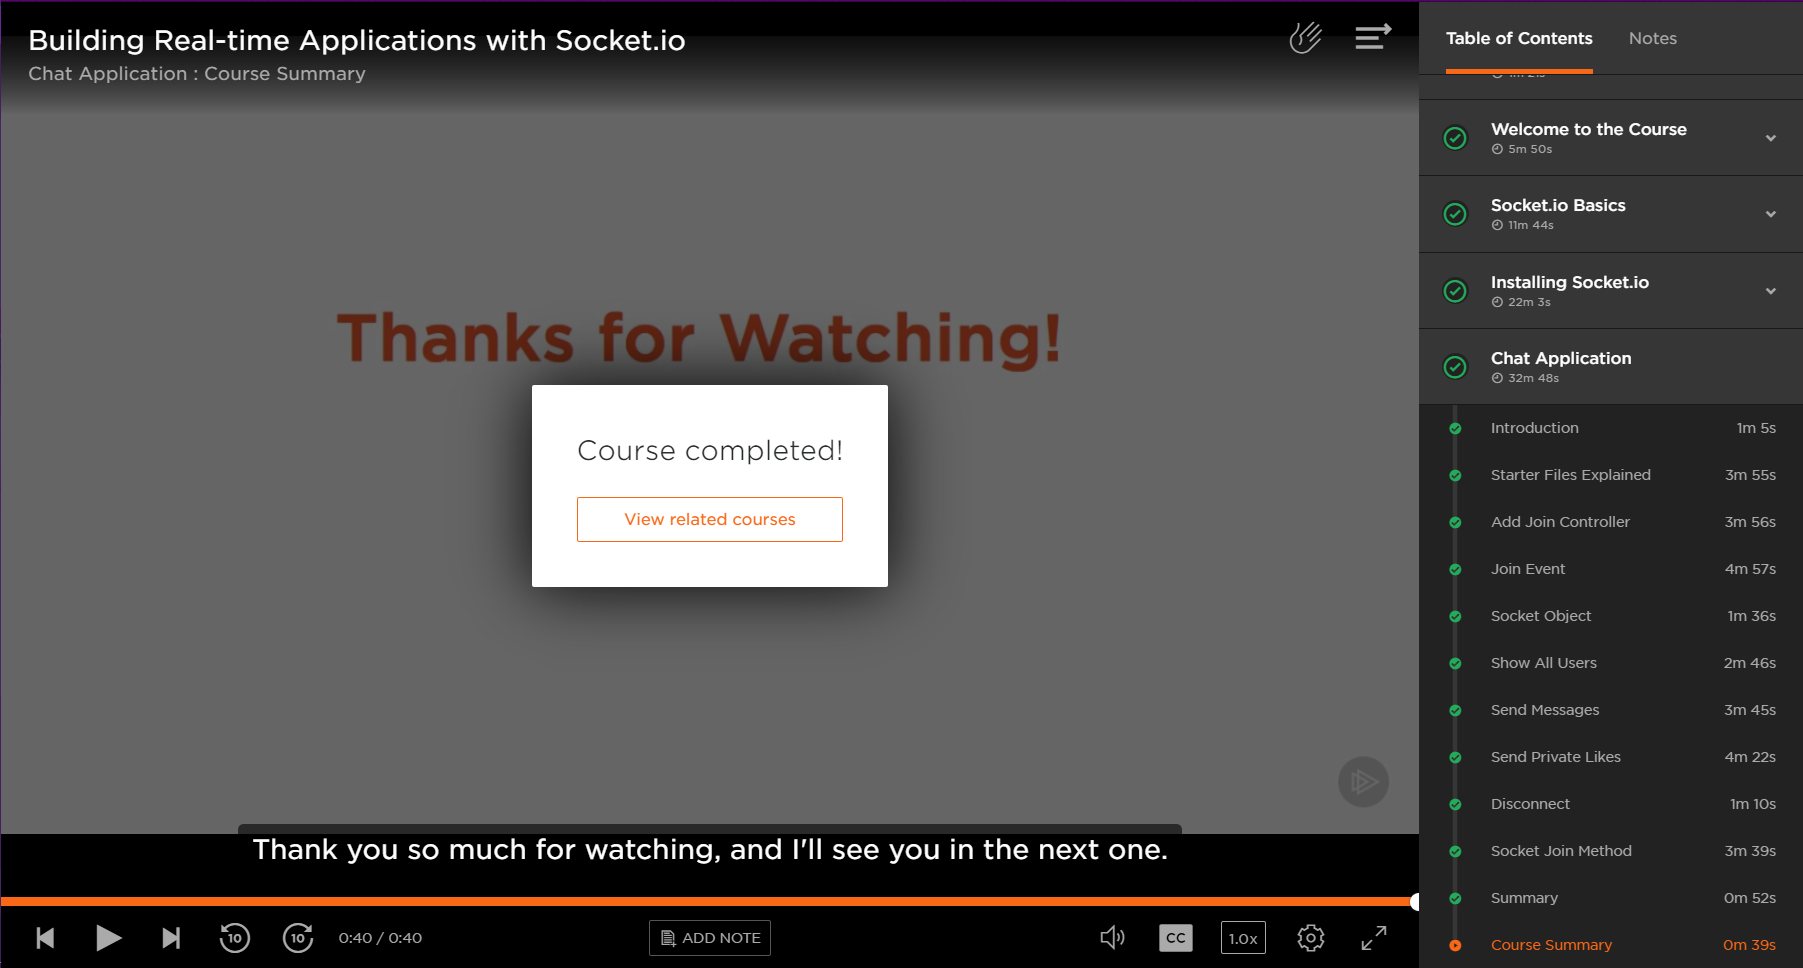 Building Real-time Applications with Socket.io
Chat Application : Course Summary
Thanks for Watching!
Course completed!
View related courses
Thank you so much for watching, and I'll see you in the next one.
10
10
0:40 / 0:40
ADD NOTE
CC
1.0x
Table of Contents
Notes
Welcome to the Course
5m 50s
Socket.io Basics
11m 44s
Installing Socket.io
22m 3s
Chat Application
32m 48s
Introduction 1m 5s
Starter Files Explained 3m 55s
Add Join Controller 3m 56s
Join Event 4m 57s
Socket Object 1m 36s
Show All Users 2m 46s
Send Messages 3m 45s
Send Private Likes 4m 22s
Disconnect 1m 10s
Socket Join Method 3m 39s
Summary 0m 52s
Course Summary 0m 39s